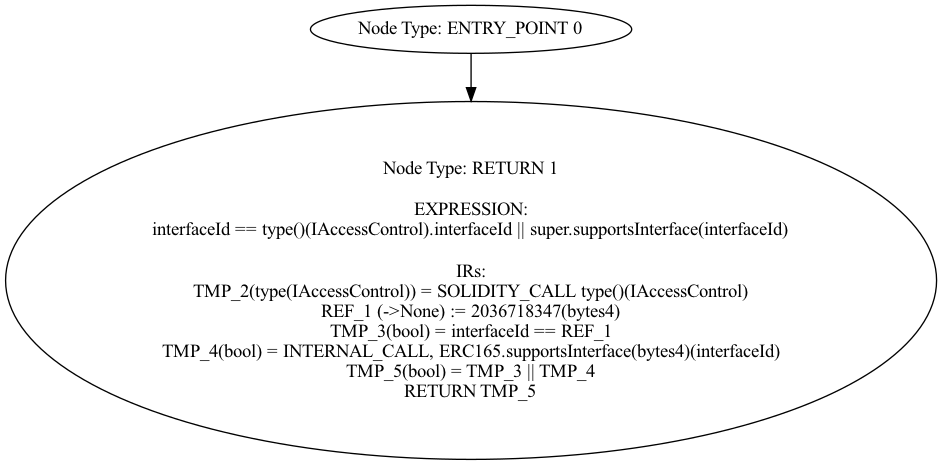 Node Type: ENTRY_POINT 0
Node Type: RETURN 1
EXPRESSION:
interfaceId == type()(IAccessControl).interfaceId || super.supportsInterface(interfaceId)
IRs:
TMP_2(type(IAccessControl)) = SOLIDITY_CALL type()(IAccessControl)
REF_1 (->None) := 2036718347(bytes4)
TMP_3(bool) = interfaceId == REF_1
TMP_4(bool) = INTERNAL_CALL, ERC165.supportsInterface(bytes4)(interfaceId)
TMP_5(bool) = TMP_3 || TMP_4
RETURN TMP_5